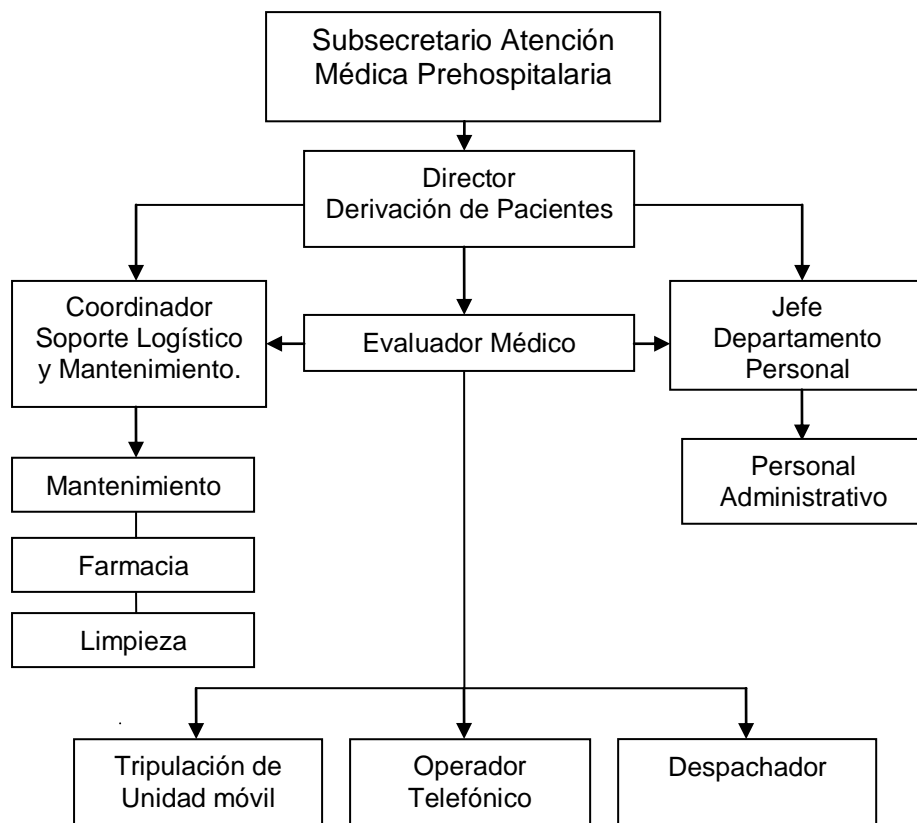 Subsecretario Atención
Médica Prehospitalaria
Director
Derivación de Pacientes
Coordinador
Soporte Logístico
y Mantenimiento.
Evaluador Médico
Jefe
Departamento
Personal
Mantenimiento
Personal
Administrativo
Farmacia
Limpieza
.
Tripulación de
Unidad móvil
Operador
Telefónico
Despachador